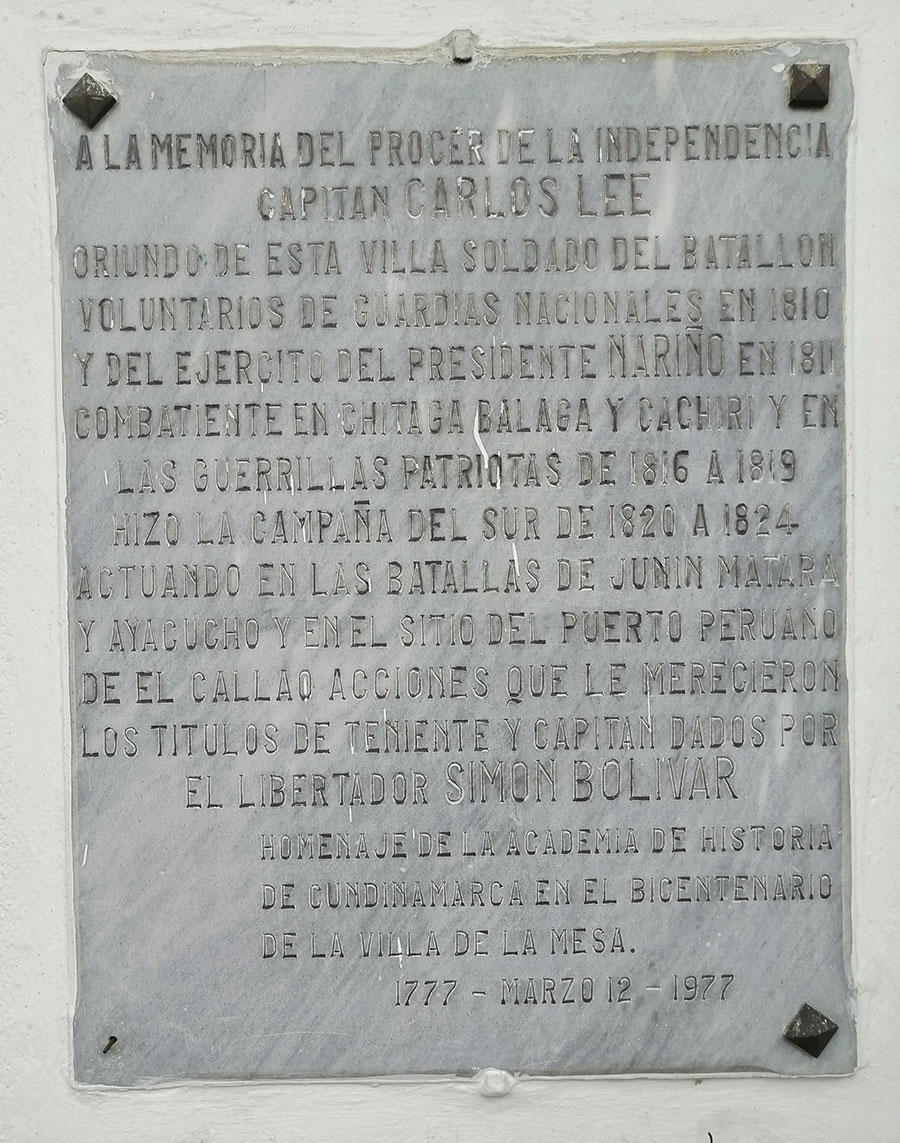 A LA MEMORIA DEL PROCER DE LA INDEPENDENCIA
CAPITAN CARLOS LEE
ORIUNDO DE ESTA VILLA SOLDADO DEL BATALLON
VOLUNTARIOS DE GUARDIAS NACIONALES EN 1810
Y DEL EJERCITO DEL PRESIDENTE NARIÑO EN 1811
COMBATIENTE EN CHITAGA BALAGA Y CACHIRI Y EN
LAS GUERRILLAS PATRIOTAS DE 1816 A 1819
HIZO LA CAMPAÑA DEL SUR DE 1820 A 1824
ACTUANDO EN LAS BATALLAS DE JUNIN MATARA
Y AYACUCHO Y EN EL SITIO DEL PUERTO PERUANO
DE EL CALLAO ACCIONES QUE LE MERECIERON
LOS TITULOS DE TENIENTE Y CAPITAN DADOS POR
EL LIBERTADOR SIMON BOLIVAR
HOMENAJE DE LA ACADEMIA DE HISTORIA
DE CUNDINAMARCA EN EL BICENTENARIO
DE LA VILLA DE LA MESA.
1777 - MARZO 12 - 1977